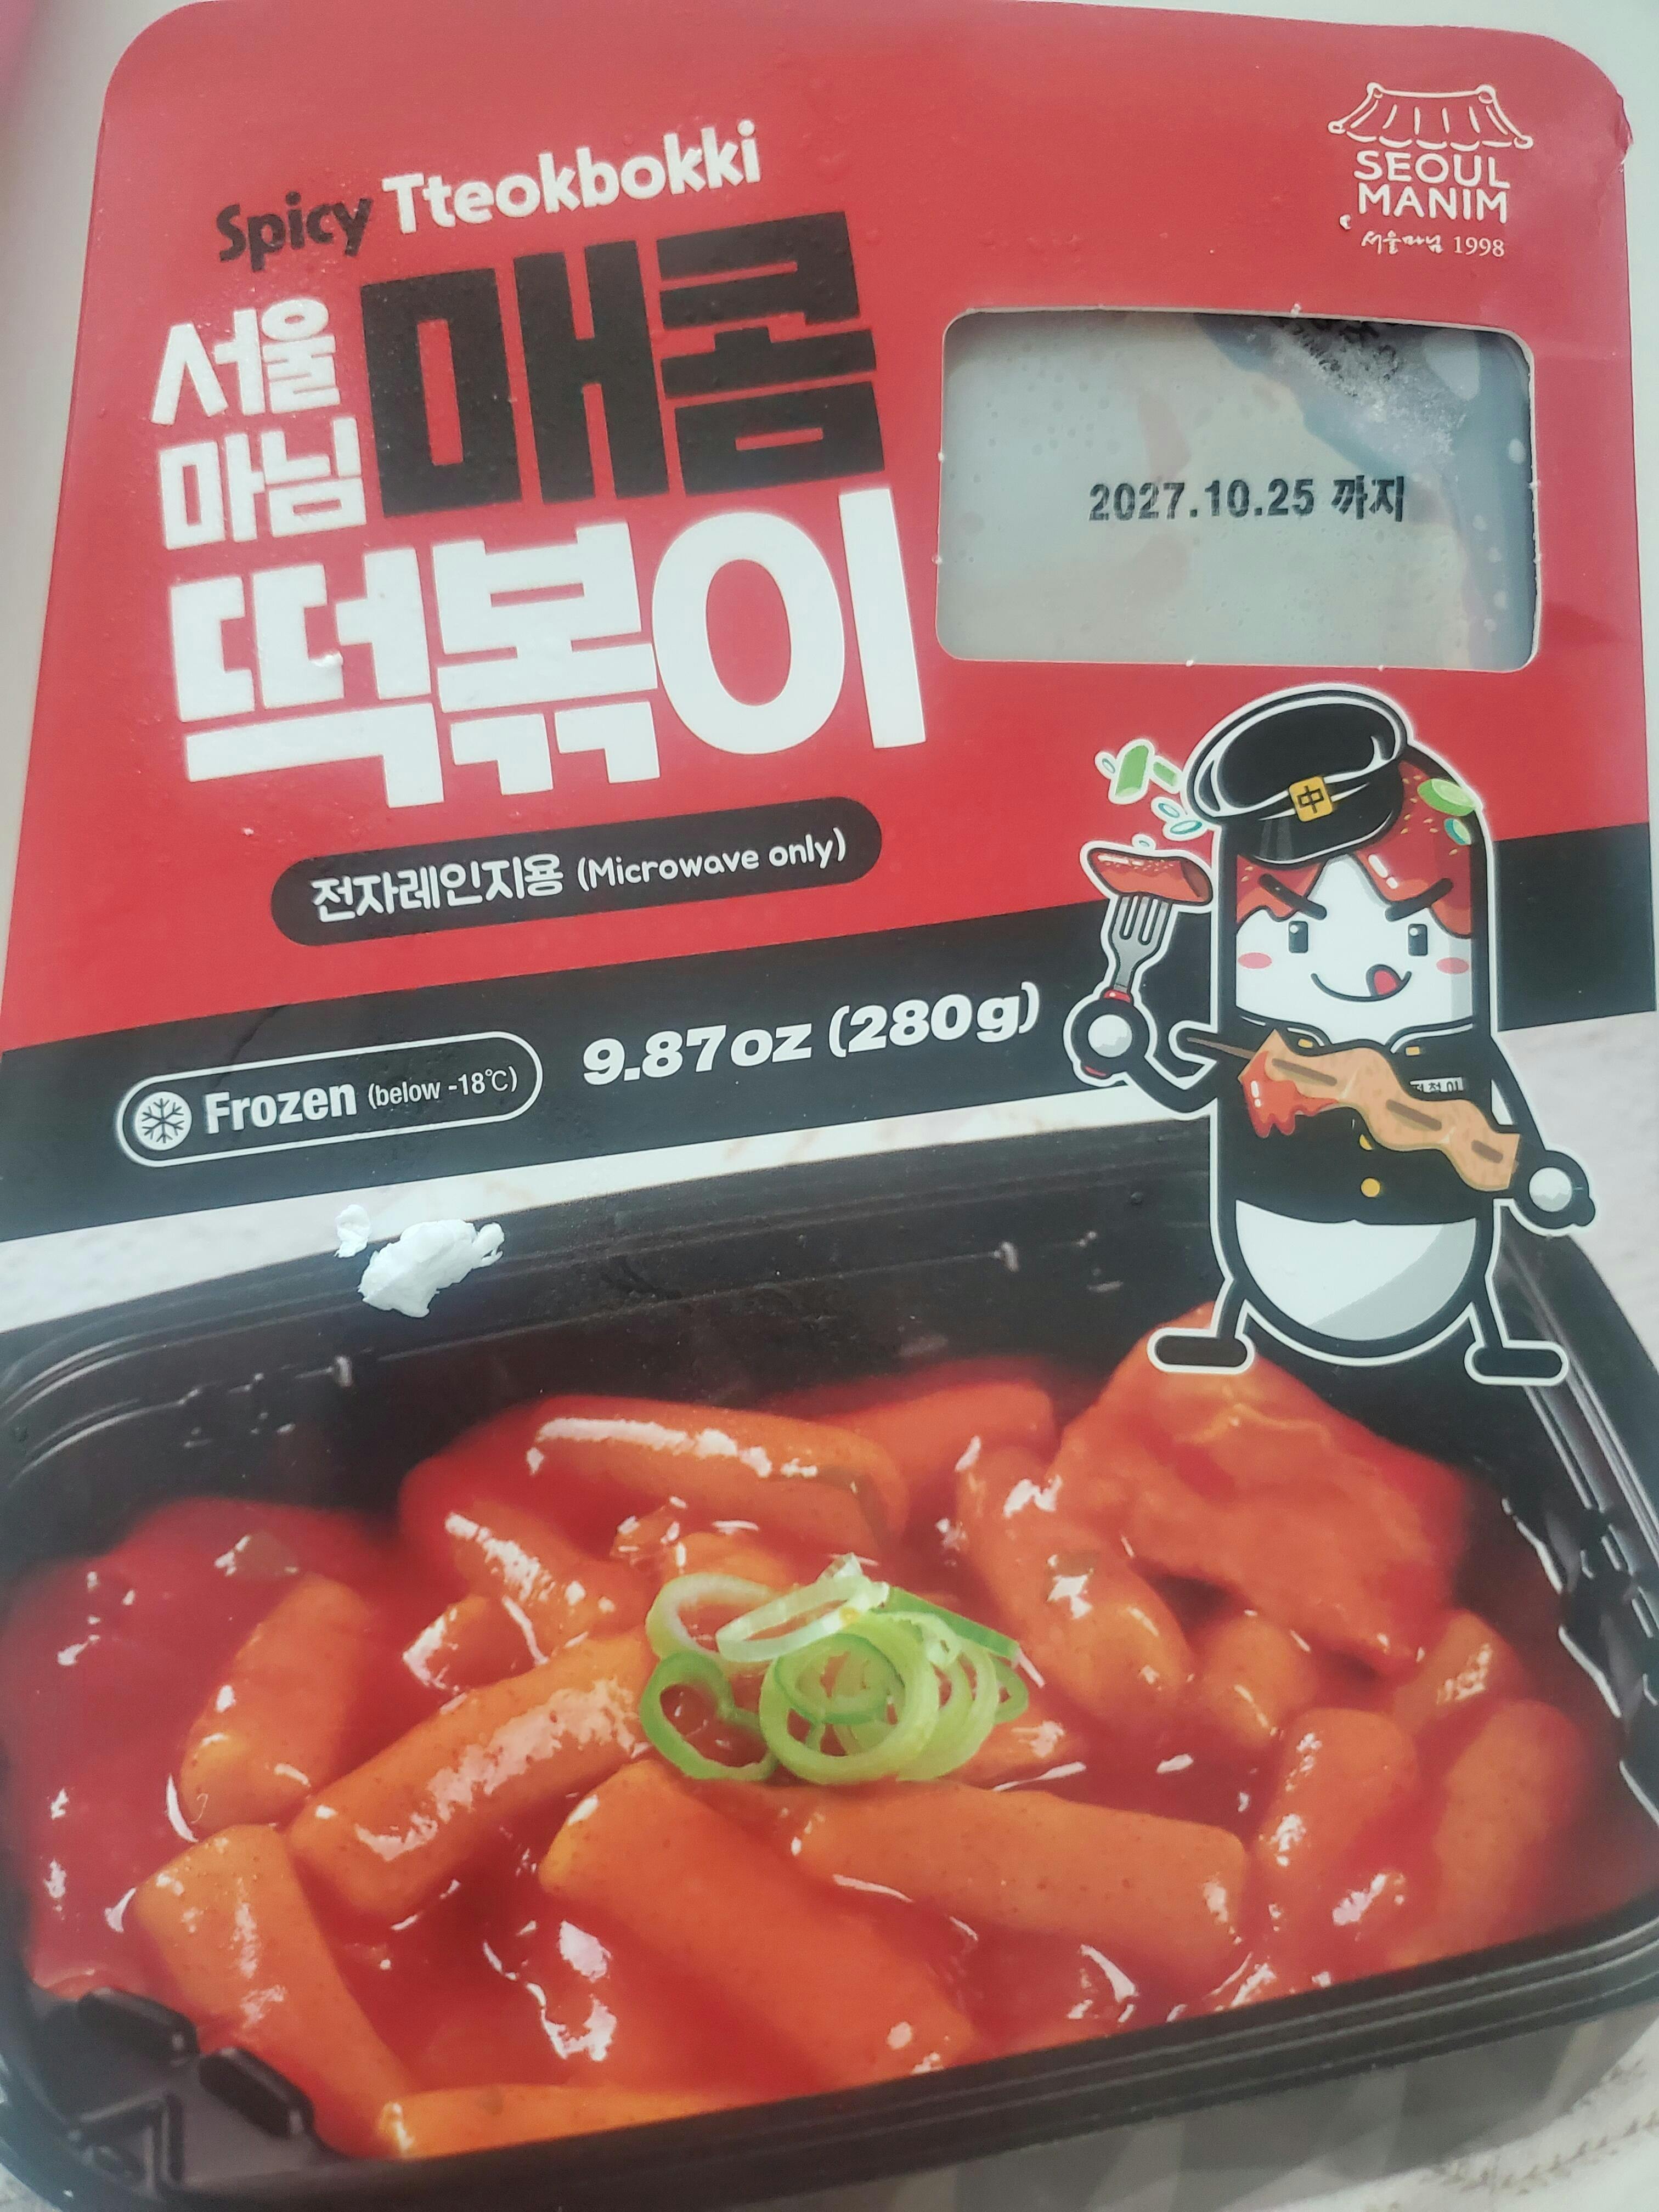 Spicy Tteokbokki
SEOUL
MANIM
서울마님 1998
서울
마님
매콤
떡볶이
2027.10.25 까지
中
전자레인지용 (Microwave only)
Frozen (below -18℃)
9.87oz (280g)